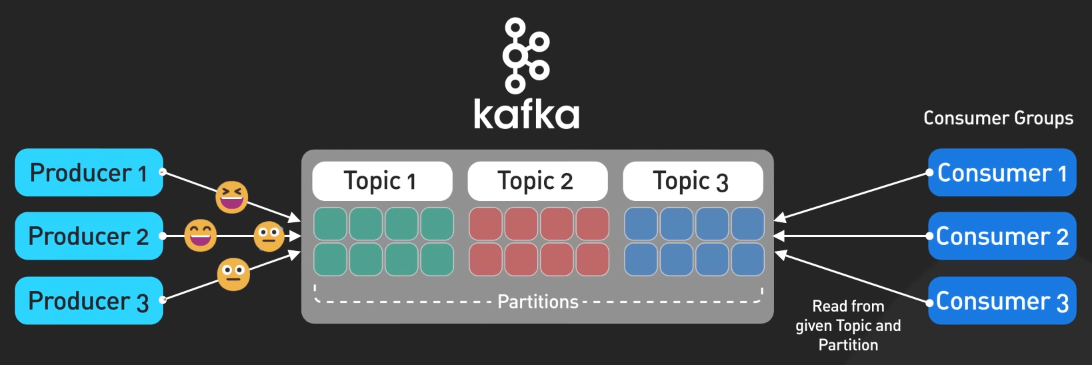 kafka
Consumer Groups
Producer 1
Producer 2
Producer 3
Topic 1
Topic 2
Topic 3
Partitions
Consumer 1
Consumer 2
Consumer 3
Read from
given Topic and
Partition